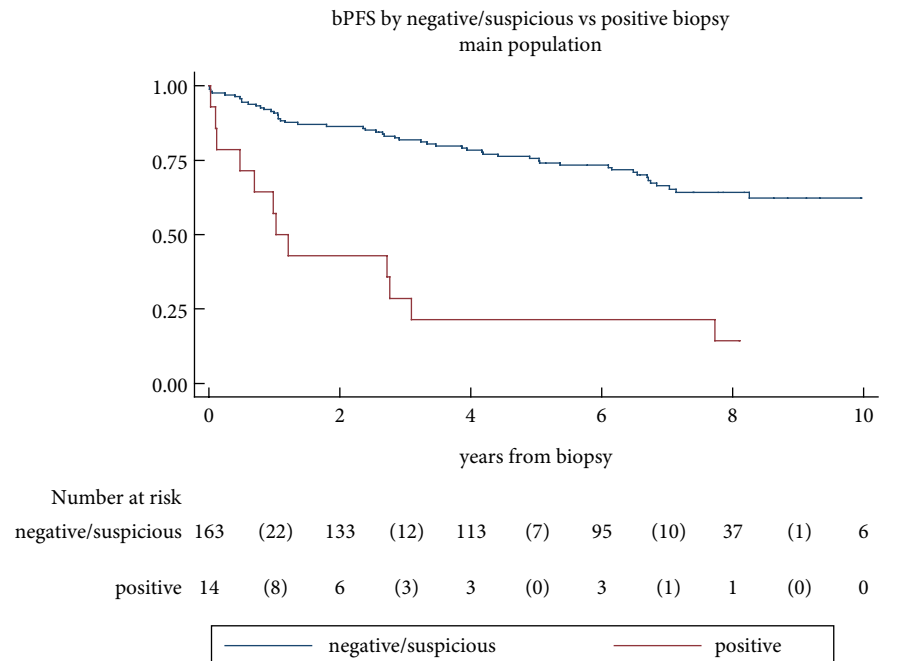 bPFS by negative/suspicious vs positive biopsy
main population
1.00
0.75
0.50
0.25
0.00
0 2 4 6 8 10
years from biopsy
Number at risk
negative/suspicious 163 (22) 133 (12) 113 (7) 95 (10) 37 (1) 6
positive 14 (8) 6 (3) 3 (0) 3 (1) 1 (0) 0
negative/suspicious positive